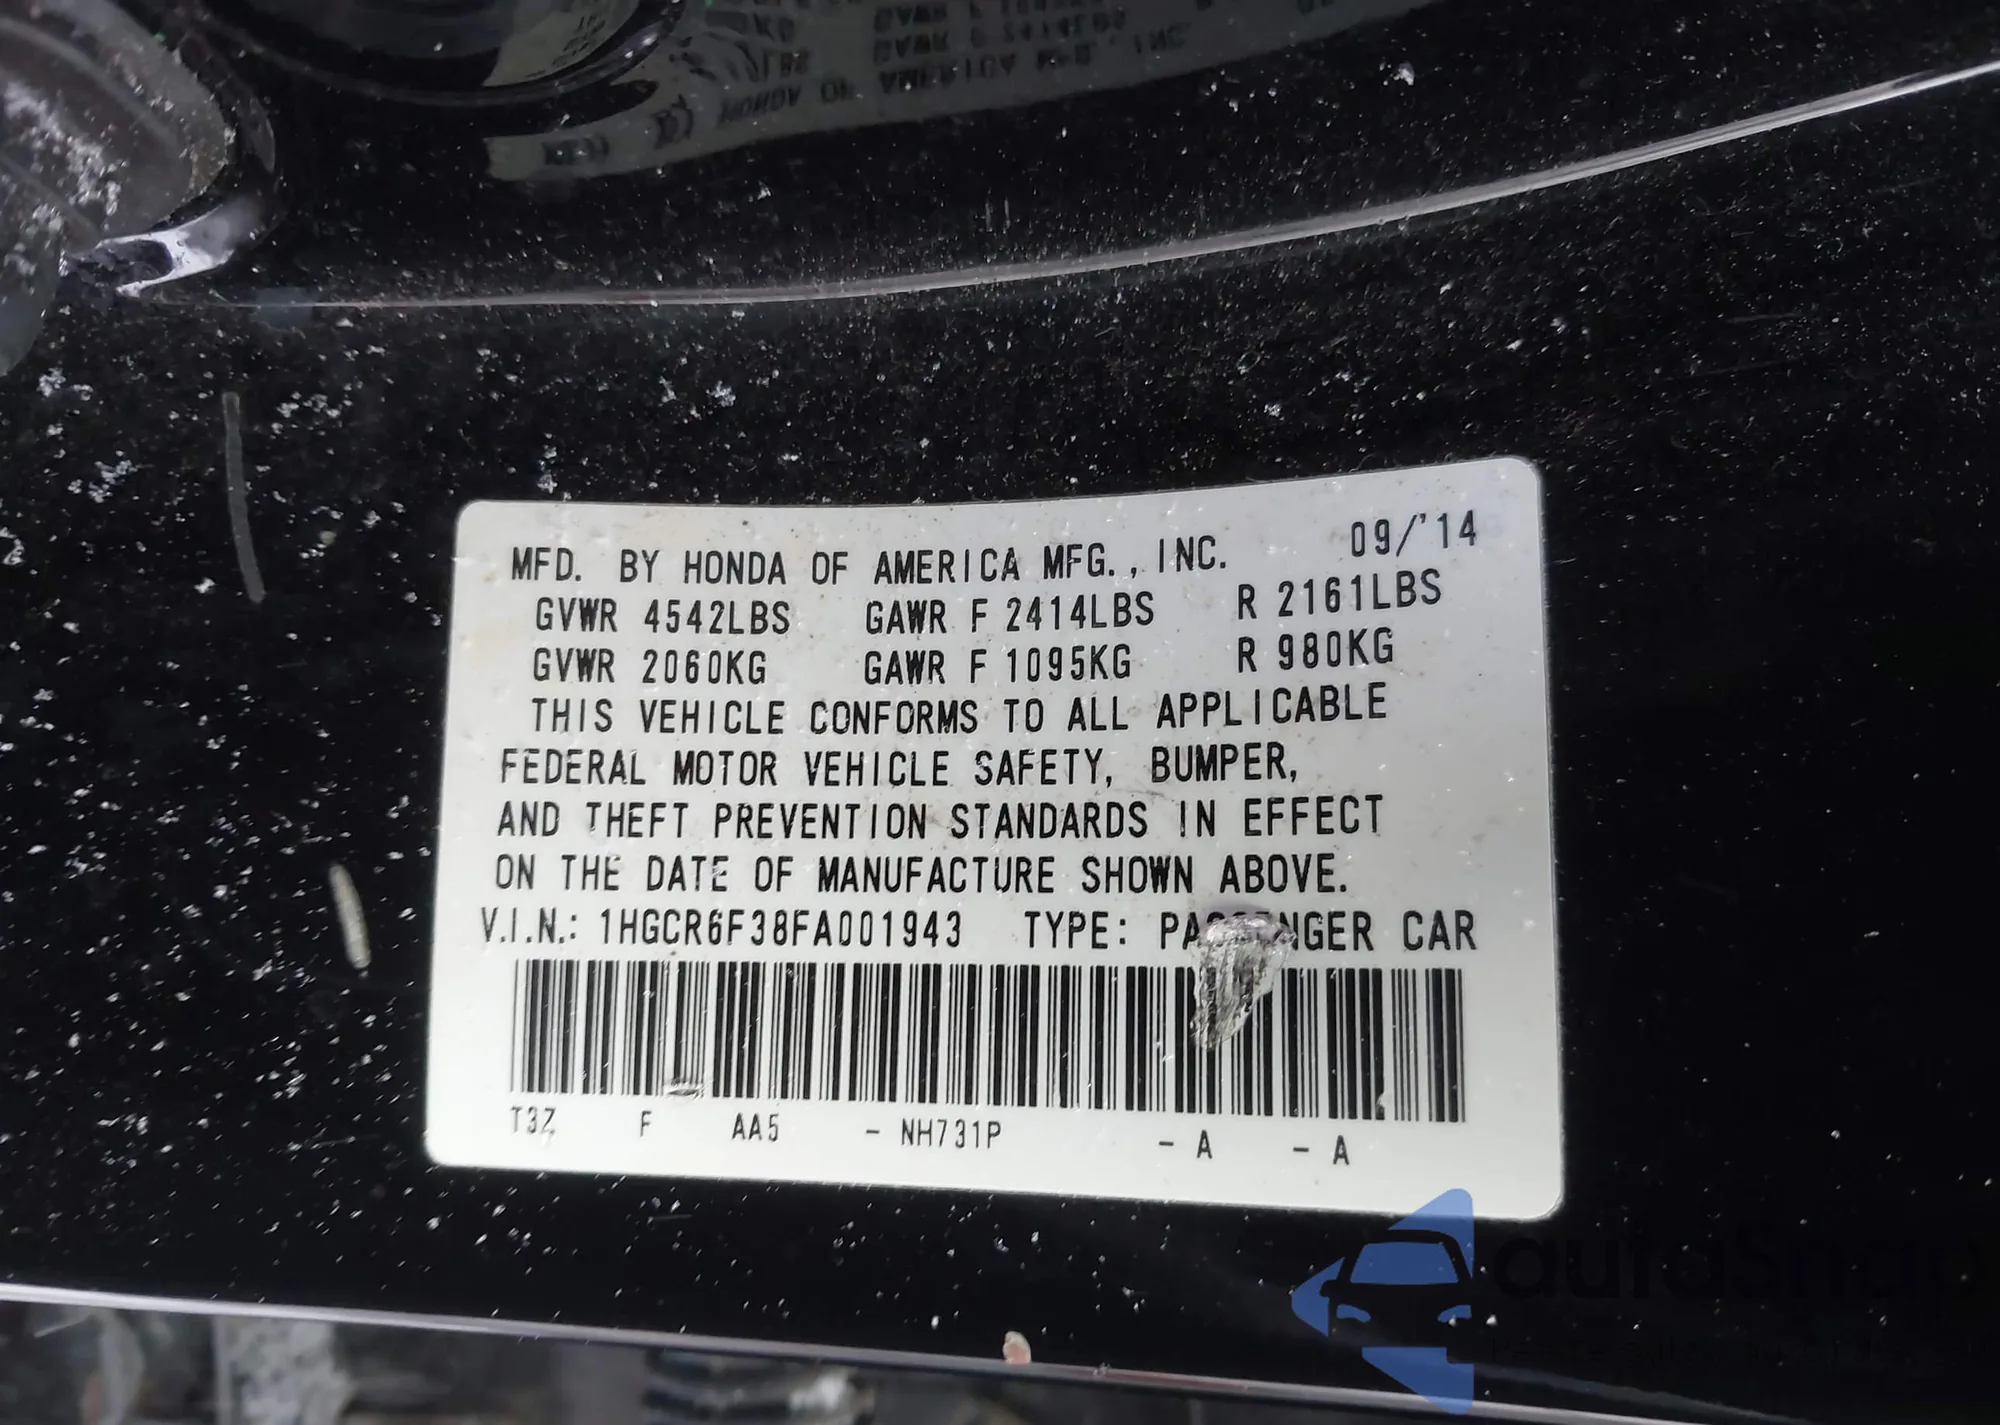 MFD. BY HONDA OF AMERICA MFG., INC. 09/'14
GVWR 4542LBS GAWR F 2414LBS R 2161LBS
GVWR 2060KG GAWR F 1095KG R 980KG
THIS VEHICLE CONFORMS TO ALL APPLICABLE
FEDERAL MOTOR VEHICLE SAFETY, BUMPER,
AND THEFT PREVENTION STANDARDS IN EFFECT
ON THE DATE OF MANUFACTURE SHOWN ABOVE.
V.I.N.: 1HGCR6F38FA001943 TYPE: PASSENGER CAR
T3Z F AA5 - NH731P - A - A
autosnap